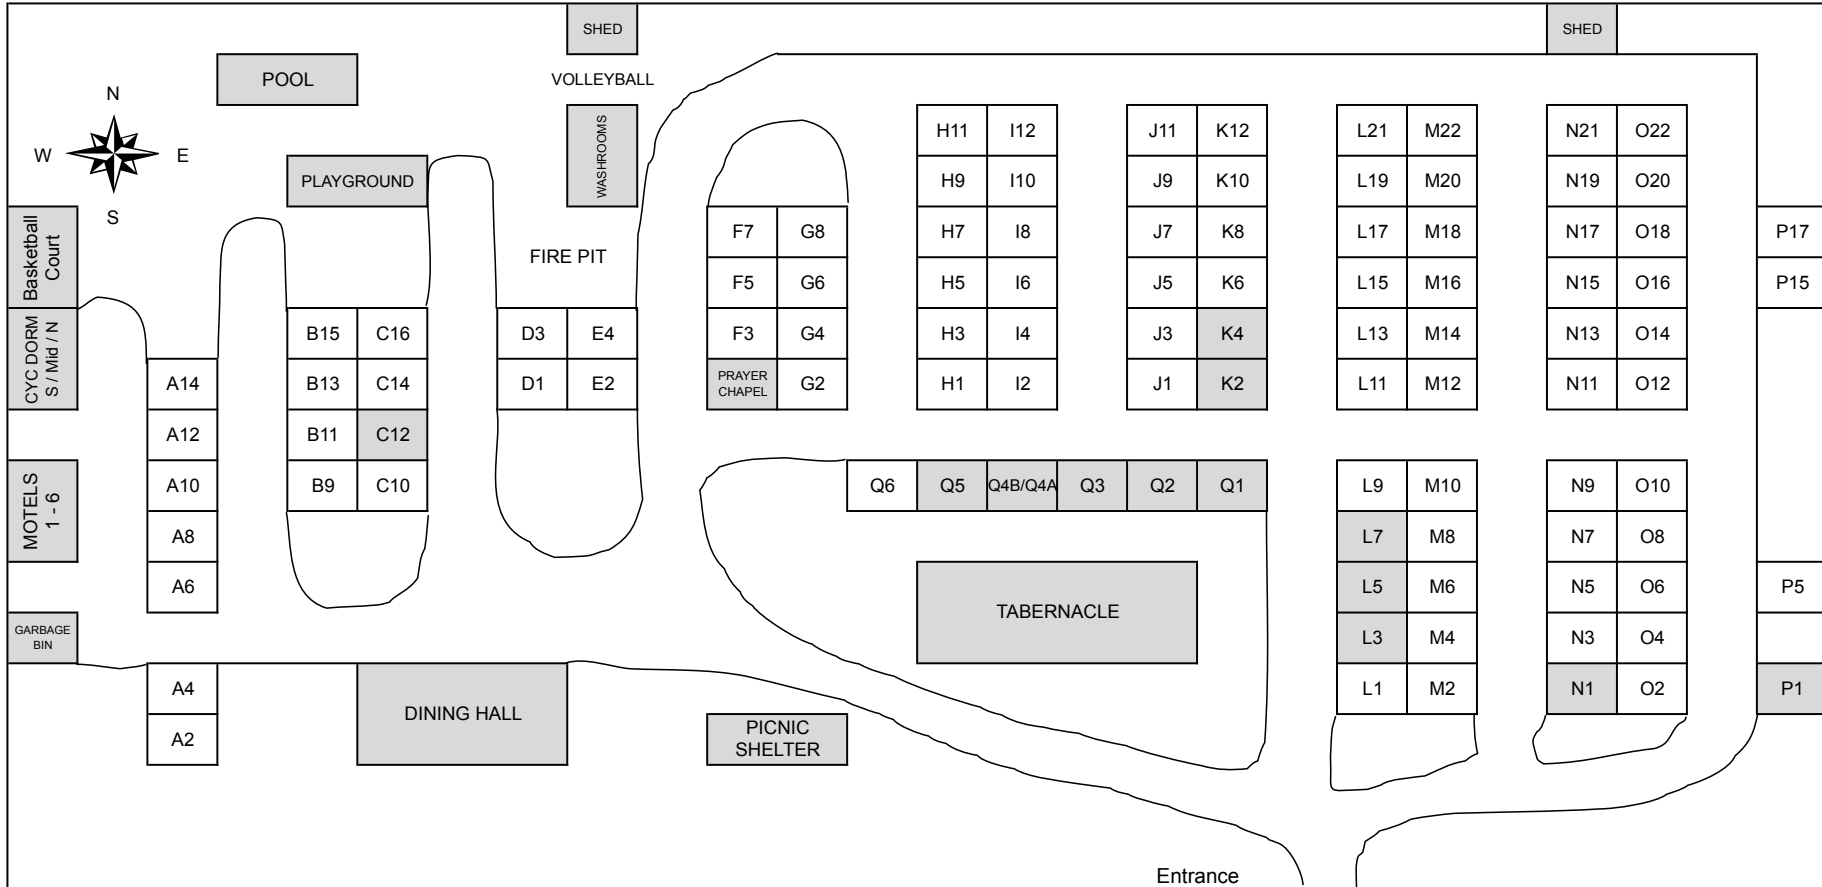 SHED
SHED
POOL
VOLLEYBALL
N
W
E
S
WASHROOMS
H11 I12 J11 K12 L21 M22 N21 O22
PLAYGROUND
H9 I10 J9 K10 L19 M20 N19 O20
Basketball
Court
FIRE PIT
F7 G8 H7 I8 J7 K8 L17 M18 N17 O18 P17
F5 G6 H5 I6 J5 K6 L15 M16 N15 O16 P15
CYC DORM
S / Mid / N
B15 C16 D3 E4 F3 G4 H3 I4 J3 K4 L13 M14 N13 O14
A14 B13 C14 D1 E2
PRAYER
CHAPEL
G2 H1 I2 J1 K2 L11 M12 N11 O12
A12 B11 C12
MOTELS
1 - 6
A10 B9 C10 Q6 Q5 Q4B/Q4A Q3 Q2 Q1 L9 M10 N9 O10
A8 L7 M8 N7 O8
A6 TABERNACLE L5 M6 N5 O6 P5
GARBAGE
BIN
L3 M4 N3 O4
A4 L1 M2 N1 O2 P1
DINING HALL
A2
PICNIC
SHELTER
Entrance